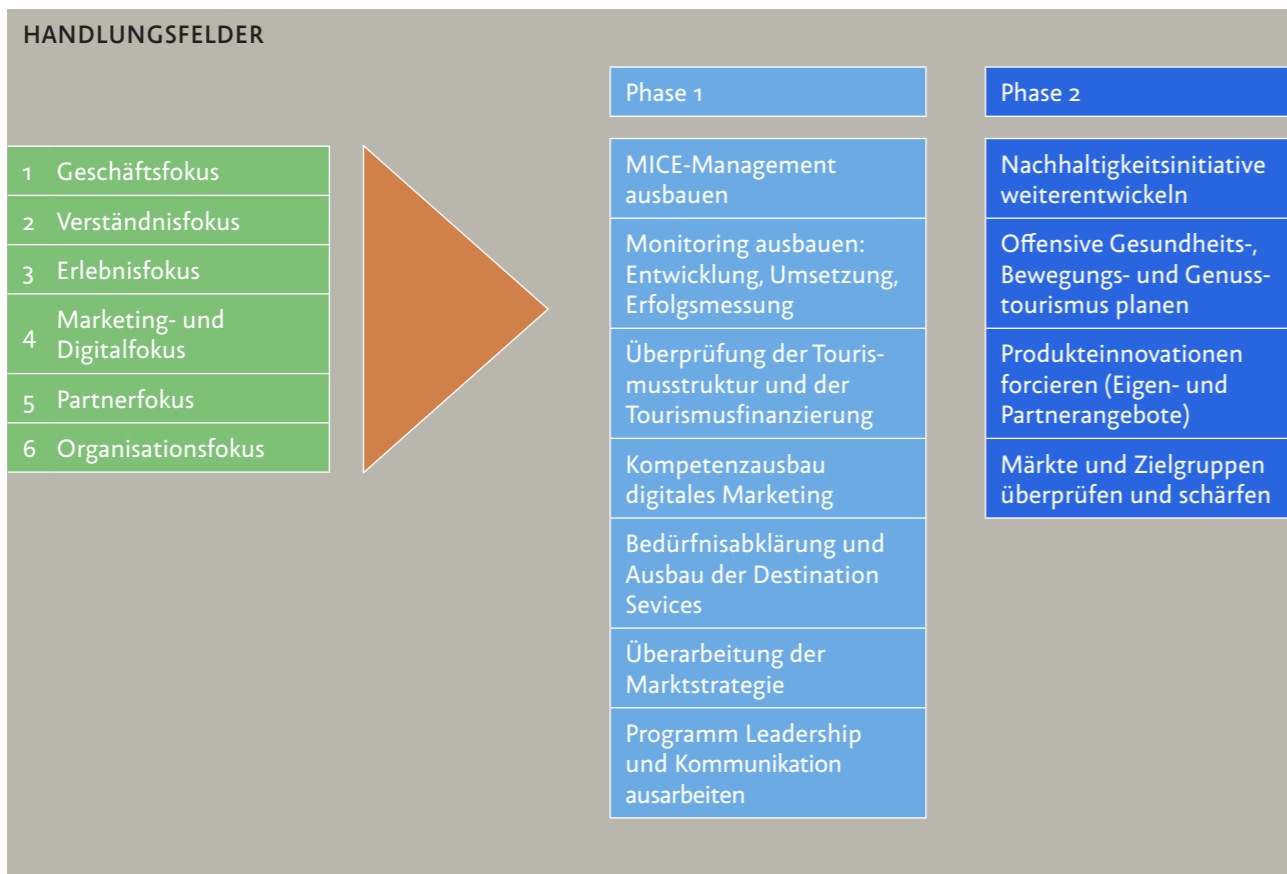 HANDLUNGSFELDER
1 Geschäftsfokus
2 Verständnisfokus
3 Erlebnisfokus
4 Marketing- und
Digitalfokus
5 Partnerfokus
6 Organisationsfokus
Phase 1
MICE-Management
ausbauen
Monitoring ausbauen:
Entwicklung, Umsetzung,
Erfolgsmessung
Überprüfung der Touris-
musstruktur und der
Tourismusfinanzierung
Kompetenzausbau
digitales Marketing
Bedürfnisabklärung und
Ausbau der Destination
Sevices
Überarbeitung der
Marktstrategie
Programm Leadership
und Kommunikation
ausarbeiten
Phase 2
Nachhaltigkeitsinitiative
weiterentwickeln
Offensive Gesundheits-,
Bewegungs- und Genuss-
tourismus planen
Produkteinnovationen
forcieren (Eigen- und
Partnerangebote)
Märkte und Zielgruppen
überprüfen und schärfen